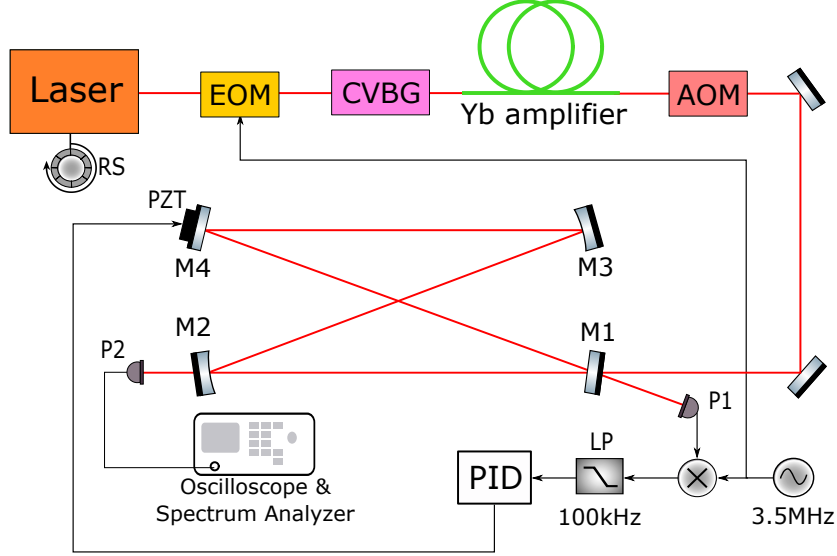 Laser
EOM
CVBG
Yb amplifier
AOM
RS
PZT
M4
M3
M2
M1
P2
P1
Oscilloscope &
Spectrum Analyzer
PID
LP
100kHz
3.5MHz